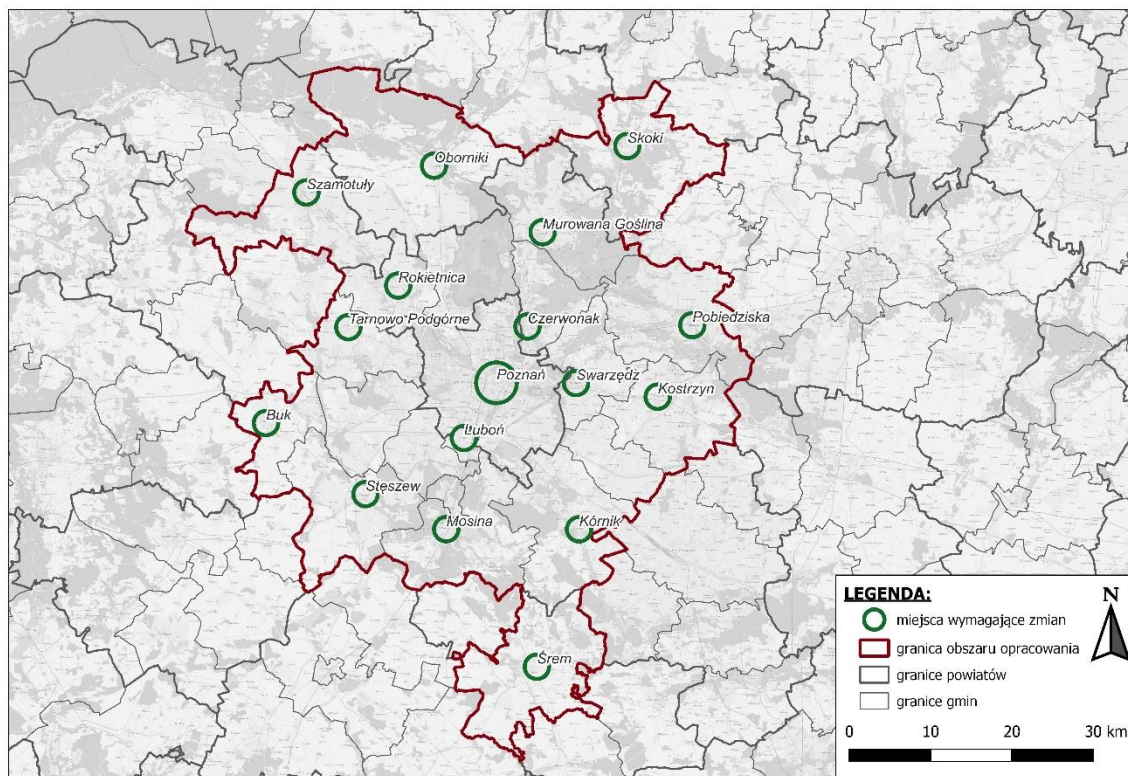 Skoki
Oborniki
Szamotuły
Murowana Goślina
Rokietnica
Tarnowo Podgórne
Czerwonak
Pobiedziska
Poznań
Swarzędz
Kostrzyn
Buk
Luboń
Stęszew
Mosina
Kórnik
Śrem
LEGENDA:
N
miejsca wymagające zmian
granica obszaru opracowania
granice powiatów
granice gmin
0 10 20 30 km